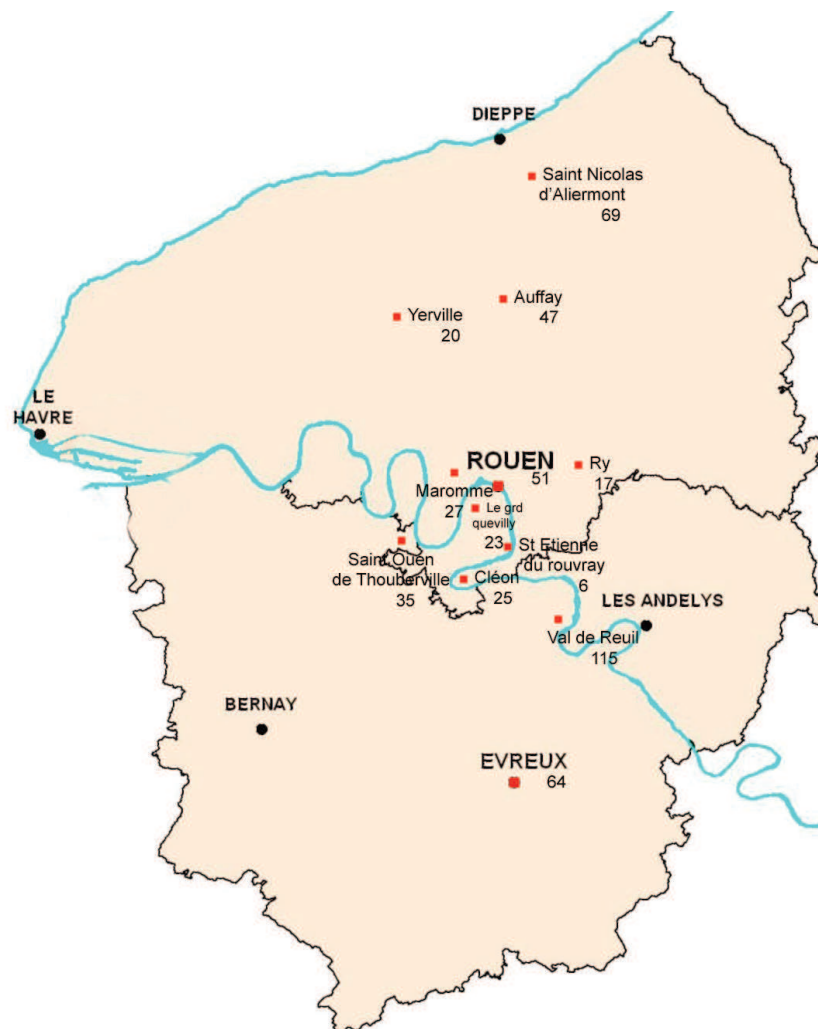 DIEPPE
Saint Nicolas
d'Aliermont
69
Auffay
47
Yerville
20
LE
HAVRE
ROUEN
51
Ry
17
Maromme
27
Le grd
quevilly
23
St Etienne
du rouvray
6
Saint Ouen
de Thouberville
35
Cléon
25
LES ANDELYS
Val de Reuil
115
BERNAY
EVREUX
64